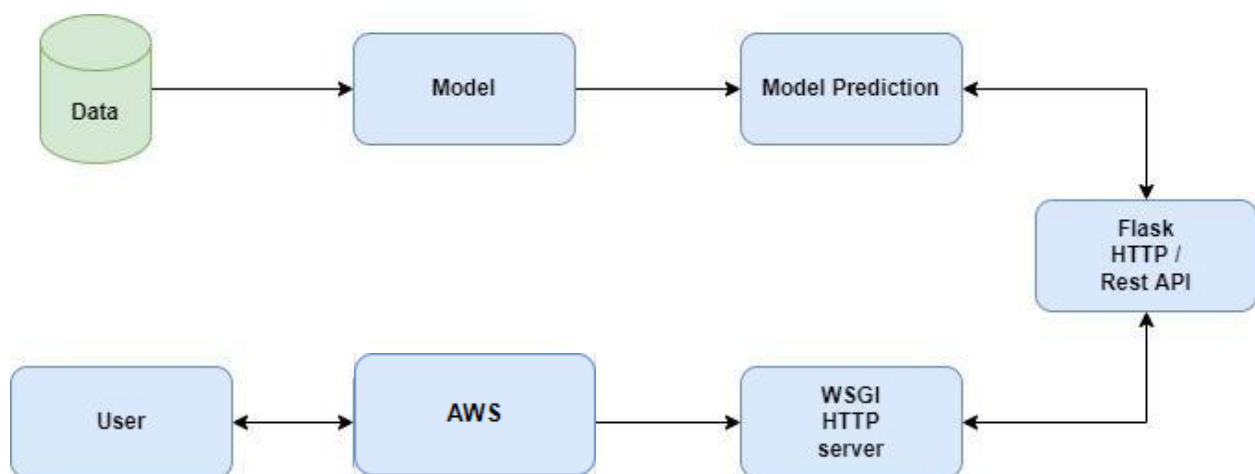 Data
Model
Model Prediction
Flask
HTTP /
Rest API
User
AWS
WSGI
HTTP
server